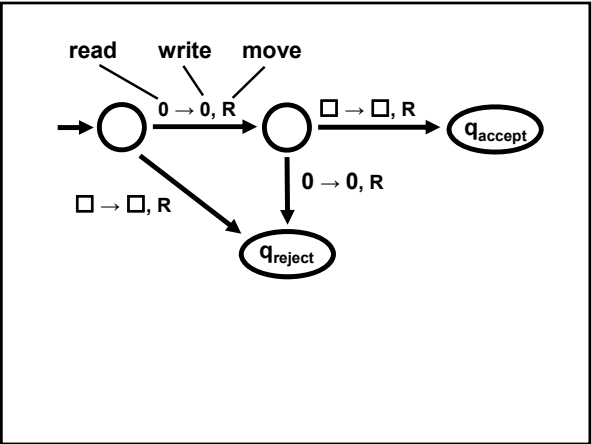 read write move
0 → 0, R
□ → □, R
q_accept
0 → 0, R
□ → □, R
q_reject